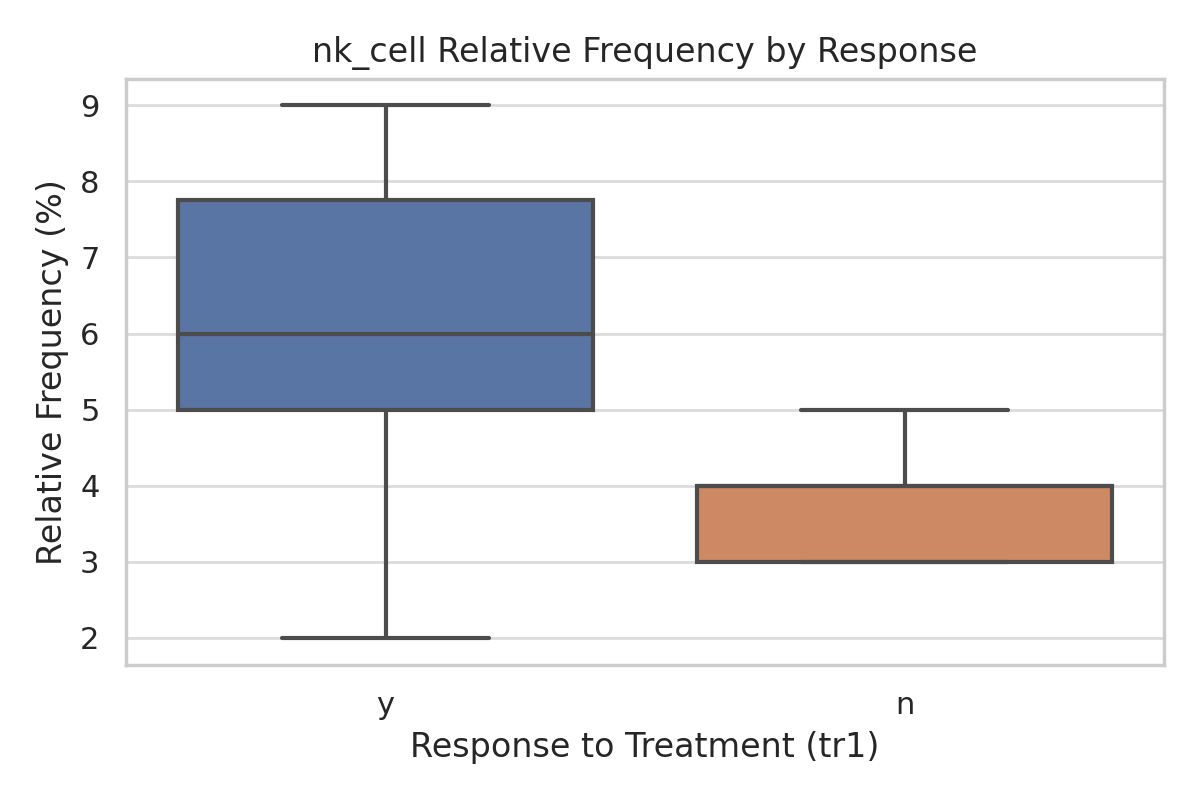 nk_cell Relative Frequency by Response
Relative Frequency (%)
9
8
7
6
5
4
3
2
y n
Response to Treatment (tr1)